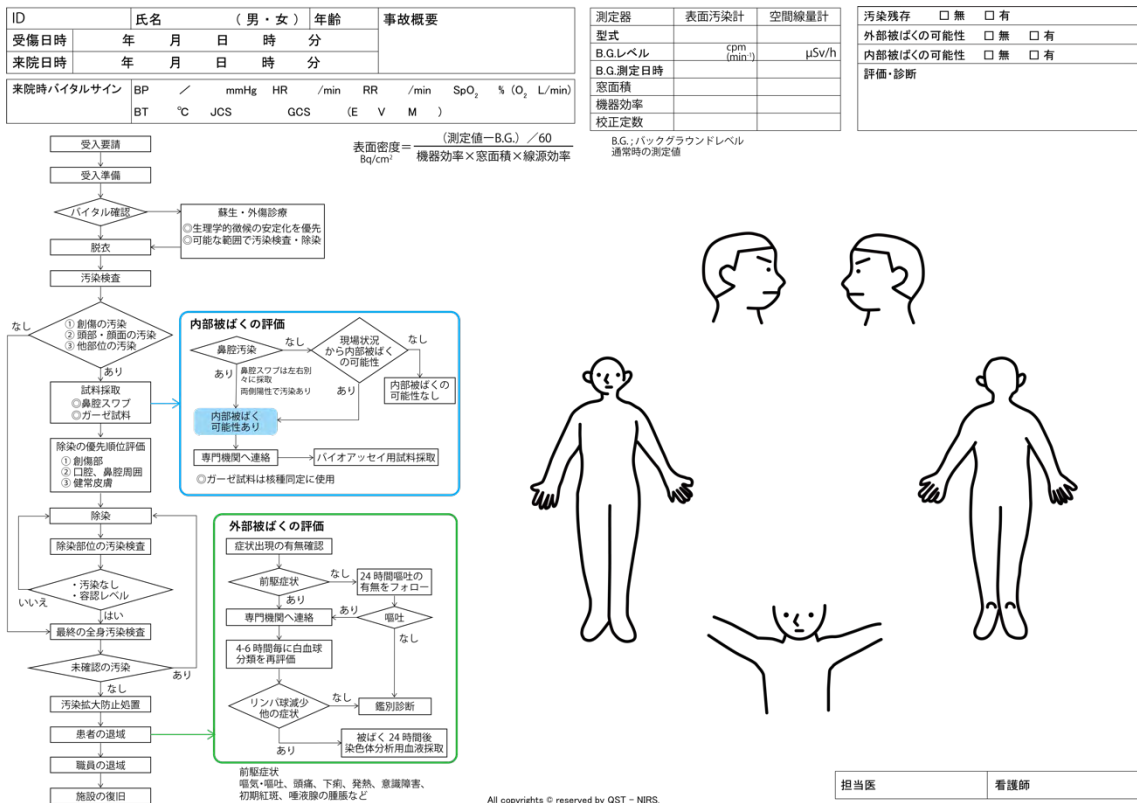 ID 氏名 （男・女） 年齢 事故概要
受傷日時 年 月 日 時 分
来院日時 年 月 日 時 分
来院時バイタルサイン BP ／ mmHg HR /min RR /min SpO₂ % (O₂ L/min)
BT ℃ JCS GCS (E V M )
測定器 表面汚染計 空間線量計
型式
B.G.レベル cpm (min⁻¹) μSv/h
B.G.測定日時
窓面積
機器効率
校正定数
B.G.；バックグラウンドレベル
通常時の測定値
汚染残存 □ 無 □ 有
外部被ばくの可能性 □ 無 □ 有
内部被ばくの可能性 □ 無 □ 有
評価・診断
表面密度＝ （測定値ーB.G.）／60
Bq/cm² 機器効率×窓面積×線源効率
受入要請
受入準備
バイタル確認
蘇生・外傷診療
◎生理学的徴候の安定化を優先
◎可能な範囲で汚染検査・除染
脱衣
汚染検査
なし
① 創傷の汚染
② 頭部・顔面の汚染
③ 他部位の汚染
あり
試料採取
◎鼻腔スワブ
◎ガーゼ試料
除染の優先順位評価
① 創傷部
② 口腔、鼻腔周囲
③ 健常皮膚
除染
除染部位の汚染検査
・汚染なし
・容認レベル
いいえ
はい
最終の全身汚染検査
未確認の汚染
あり
なし
汚染拡大防止処置
患者の退域
職員の退域
施設の復旧
内部被ばくの評価
鼻腔汚染
なし
現場状況
から内部被ばく
の可能性
なし
あり
鼻腔スワブは左右別
々に採取
両側陽性で汚染あり
あり
内部被ばくの
可能性なし
内部被ばく
可能性あり
専門機関へ連絡
バイオアッセイ用試料採取
◎ガーゼ試料は核種同定に使用
外部被ばくの評価
症状出現の有無確認
前駆症状
なし
24 時間嘔吐の
有無をフォロー
あり
専門機関へ連絡
あり
嘔吐
なし
4-6 時間毎に白血球
分類を再評価
リンパ球減少
他の症状
なし
鑑別診断
あり
被ばく 24 時間後
染色体分析用血液採取
前駆症状
嘔気・嘔吐、頭痛、下痢、発熱、意識障害、
初期紅斑、唾液腺の腫脹など
All copyrights © reserved by QST – NIRS.
担当医 看護師